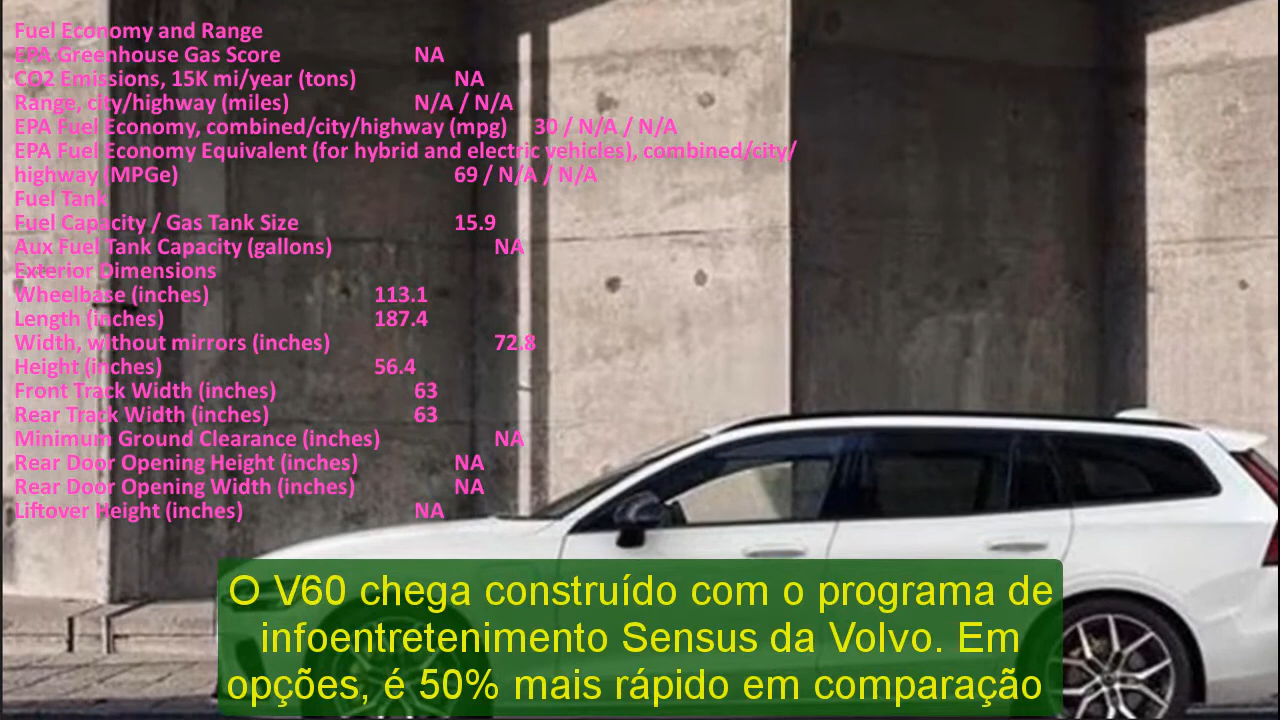 Fuel Economy and Range
EPA Greenhouse Gas Score NA
CO2 Emissions, 15K mi/year (tons) NA
Range, city/highway (miles) N/A / N/A
EPA Fuel Economy, combined/city/highway (mpg) 30 / N/A / N/A
EPA Fuel Economy Equivalent (for hybrid and electric vehicles), combined/city/
highway (MPGe) 69 / N/A / N/A
Fuel Tank
Fuel Capacity / Gas Tank Size 15.9
Aux Fuel Tank Capacity (gallons) NA
Exterior Dimensions
Wheelbase (inches) 113.1
Length (inches) 187.4
Width, without mirrors (inches) 72.8
Height (inches) 56.4
Front Track Width (inches) 63
Rear Track Width (inches) 63
Minimum Ground Clearance (inches) NA
Rear Door Opening Height (inches) NA
Rear Door Opening Width (inches) NA
Liftover Height (inches) NA
O V60 chega construído com o programa de
infoentretenimento Sensus da Volvo. Em
opções, é 50% mais rápido em comparação